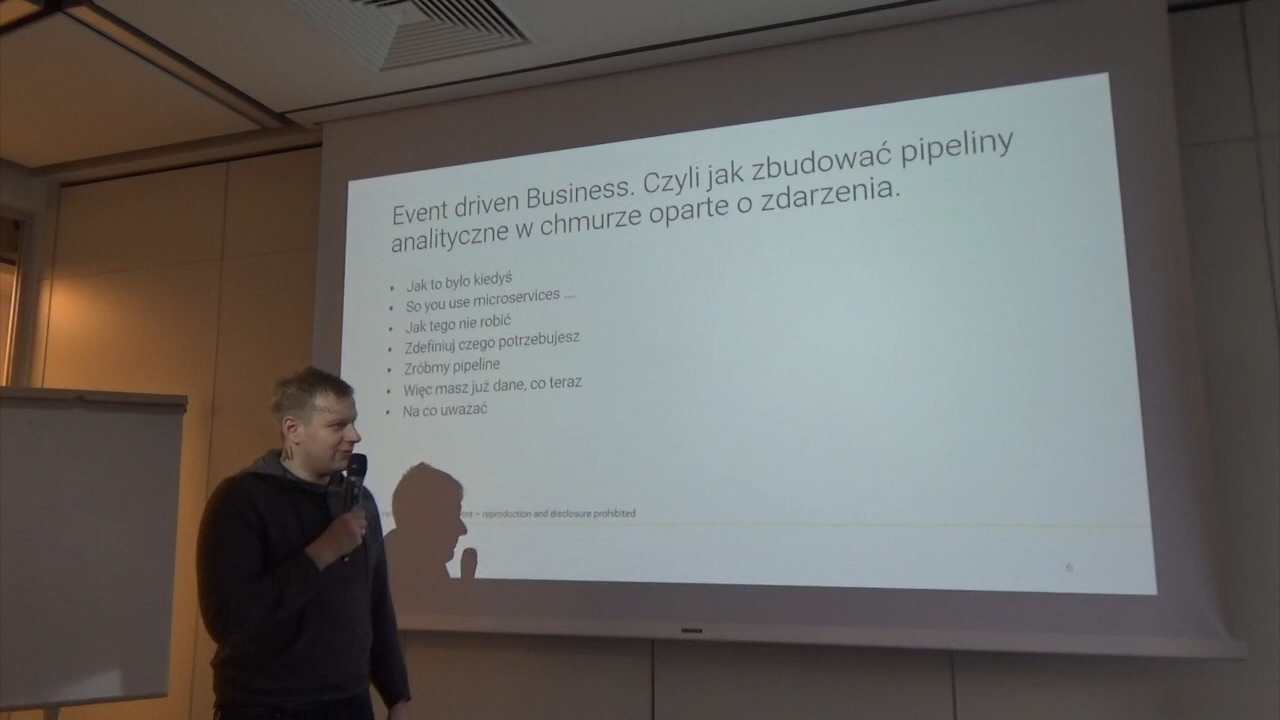 Event driven Business. Czyli jak zbudować pipeliny
analityczne w chmurze oparte o zdarzenia.
• Jak to było kiedyś
• So you use microservices ....
• Jak tego nie robić
• Zdefiniuj czego potrzebujesz
• Zróbmy pipeline
• Więc masz już dane, co teraz
• Na co uważać
– reproduction and disclosure prohibited
6